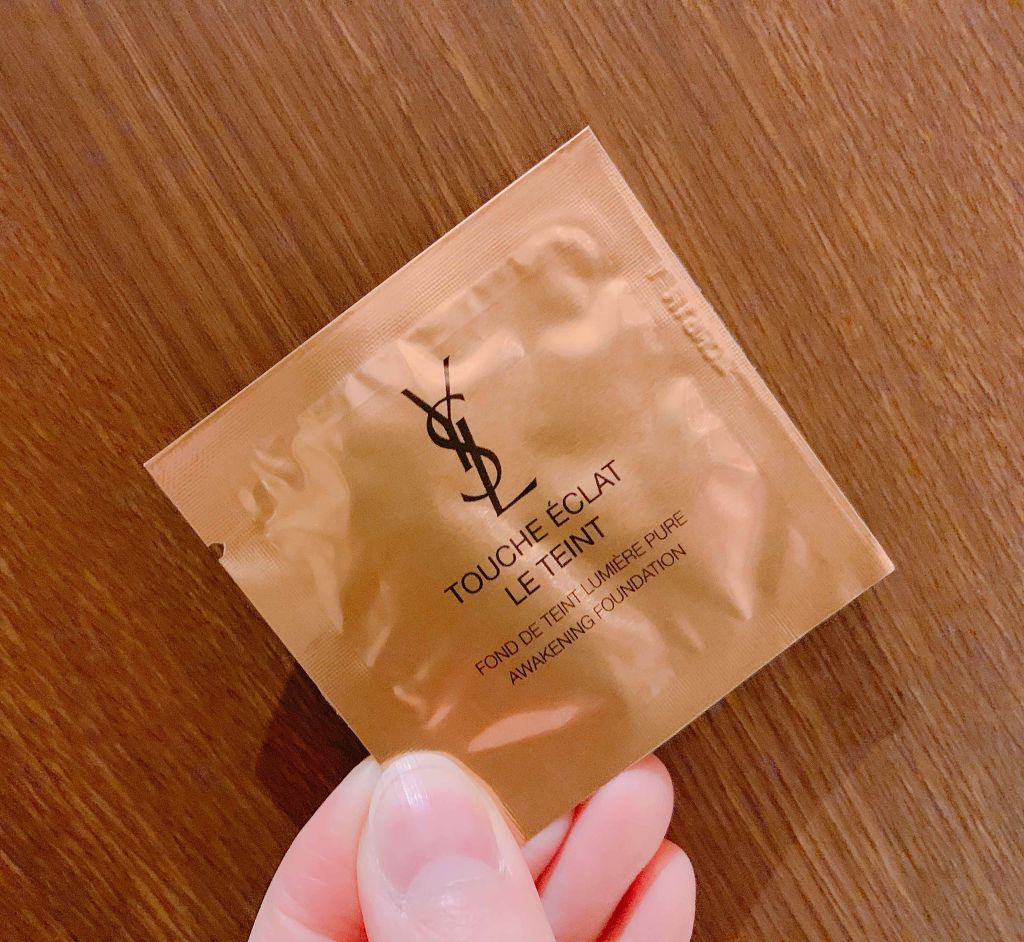 YSL
TOUCHE ÉCLAT
LE TEINT
FOND DE TEINT LUMIÈRE PURE
AWAKENING FOUNDATION